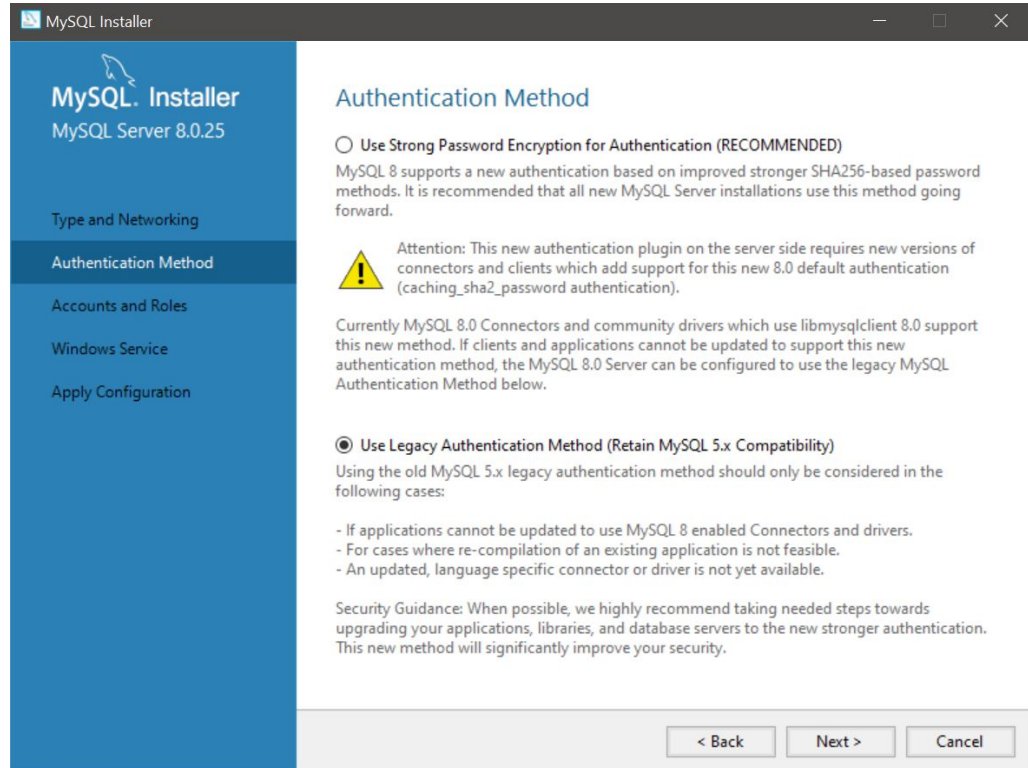 MySQL Installer
MySQL. Installer
MySQL Server 8.0.25
Type and Networking
Authentication Method
Accounts and Roles
Windows Service
Apply Configuration
Authentication Method
Use Strong Password Encryption for Authentication (RECOMMENDED)
MySQL 8 supports a new authentication based on improved stronger SHA256-based password
methods. It is recommended that all new MySQL Server installations use this method going
forward.
Attention: This new authentication plugin on the server side requires new versions of
connectors and clients which add support for this new 8.0 default authentication
(caching_sha2_password authentication).
Currently MySQL 8.0 Connectors and community drivers which use libmysqlclient 8.0 support
this new method. If clients and applications cannot be updated to support this new
authentication method, the MySQL 8.0 Server can be configured to use the legacy MySQL
Authentication Method below.
Use Legacy Authentication Method (Retain MySQL 5.x Compatibility)
Using the old MySQL 5.x legacy authentication method should only be considered in the
following cases:
- If applications cannot be updated to use MySQL 8 enabled Connectors and drivers.
- For cases where re-compilation of an existing application is not feasible.
- An updated, language specific connector or driver is not yet available.
Security Guidance: When possible, we highly recommend taking needed steps towards
upgrading your applications, libraries, and database servers to the new stronger authentication.
This new method will significantly improve your security.
< Back
Next >
Cancel